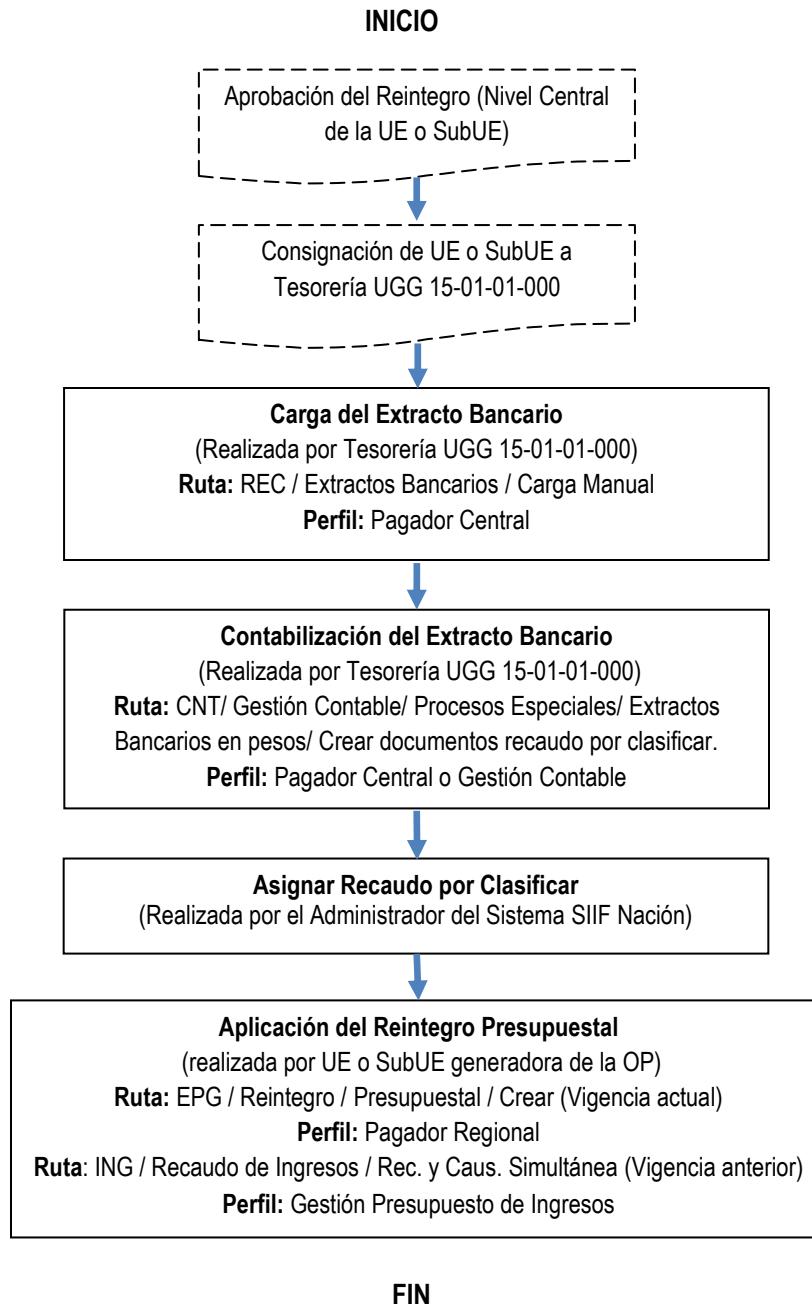 INICIO
Aprobación del Reintegro (Nivel Central
de la UE o SubUE)
Consignación de UE o SubUE a
Tesorería UGG 15-01-01-000
Carga del Extracto Bancario
(Realizada por Tesorería UGG 15-01-01-000)
Ruta: REC / Extractos Bancarios / Carga Manual
Perfil: Pagador Central
Contabilización del Extracto Bancario
(Realizada por Tesorería UGG 15-01-01-000)
Ruta: CNT/ Gestión Contable/ Procesos Especiales/ Extractos
Bancarios en pesos/ Crear documentos recaudo por clasificar.
Perfil: Pagador Central o Gestión Contable
Asignar Recaudo por Clasificar
(Realizada por el Administrador del Sistema SIIF Nación)
Aplicación del Reintegro Presupuestal
(realizada por UE o SubUE generadora de la OP)
Ruta: EPG / Reintegro / Presupuestal / Crear (Vigencia actual)
Perfil: Pagador Regional
Ruta: ING / Recaudo de Ingresos / Rec. y Caus. Simultánea (Vigencia anterior)
Perfil: Gestión Presupuesto de Ingresos
FIN